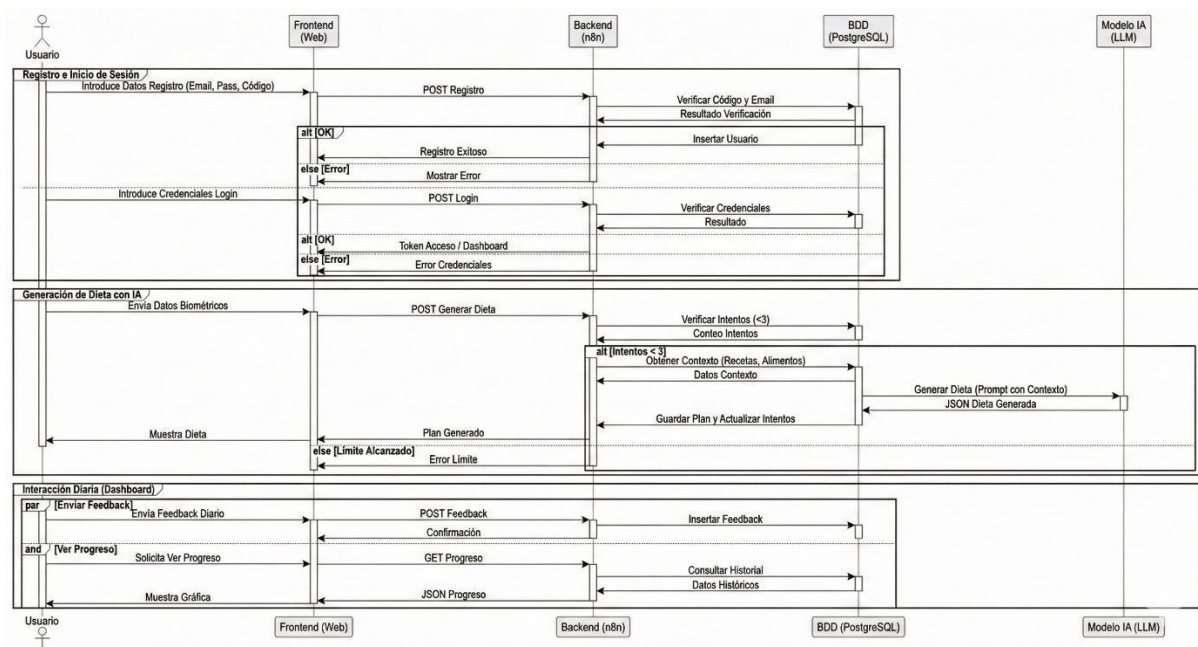 Usuario
Frontend
(Web)
Backend
(n8n)
BDD
(PostgreSQL)
Modelo IA
(LLM)
Registro e Inicio de Sesión
Introduce Datos Registro (Email, Pass, Código)
POST Registro
Verificar Código y Email
Resultado Verificación
alt [OK]
Insertar Usuario
Registro Exitoso
else [Error]
Mostrar Error
Introduce Credenciales Login
POST Login
Verificar Credenciales
Resultado
alt [OK]
Token Acceso / Dashboard
else [Error]
Error Credenciales
Generación de Dieta con IA
Envía Datos Biométricos
POST Generar Dieta
Verificar Intentos (<3)
Conteo Intentos
alt [Intentos < 3]
Obtener Contexto (Recetas, Alimentos)
Datos Contexto
Generar Dieta (Prompt con Contexto)
JSON Dieta Generada
Guardar Plan y Actualizar Intentos
Muestra Dieta
Plan Generado
else [Límite Alcanzado]
Error Límite
Interacción Diaria (Dashboard)
par [Enviar Feedback]
Envía Feedback Diario
POST Feedback
Insertar Feedback
Confirmación
and [Ver Progreso]
Solicita Ver Progreso
GET Progreso
Consultar Historial
Datos Históricos
Muestra Gráfica
JSON Progreso
Usuario
Frontend (Web)
Backend (n8n)
BDD (PostgreSQL)
Modelo IA (LLM)